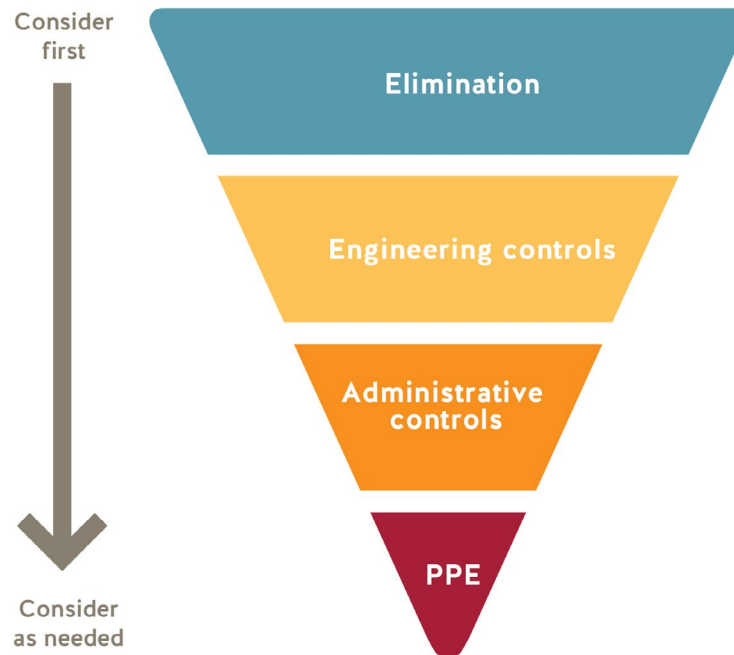 Consider
first
Elimination
Engineering controls
Administrative
controls
PPE
Consider
as needed